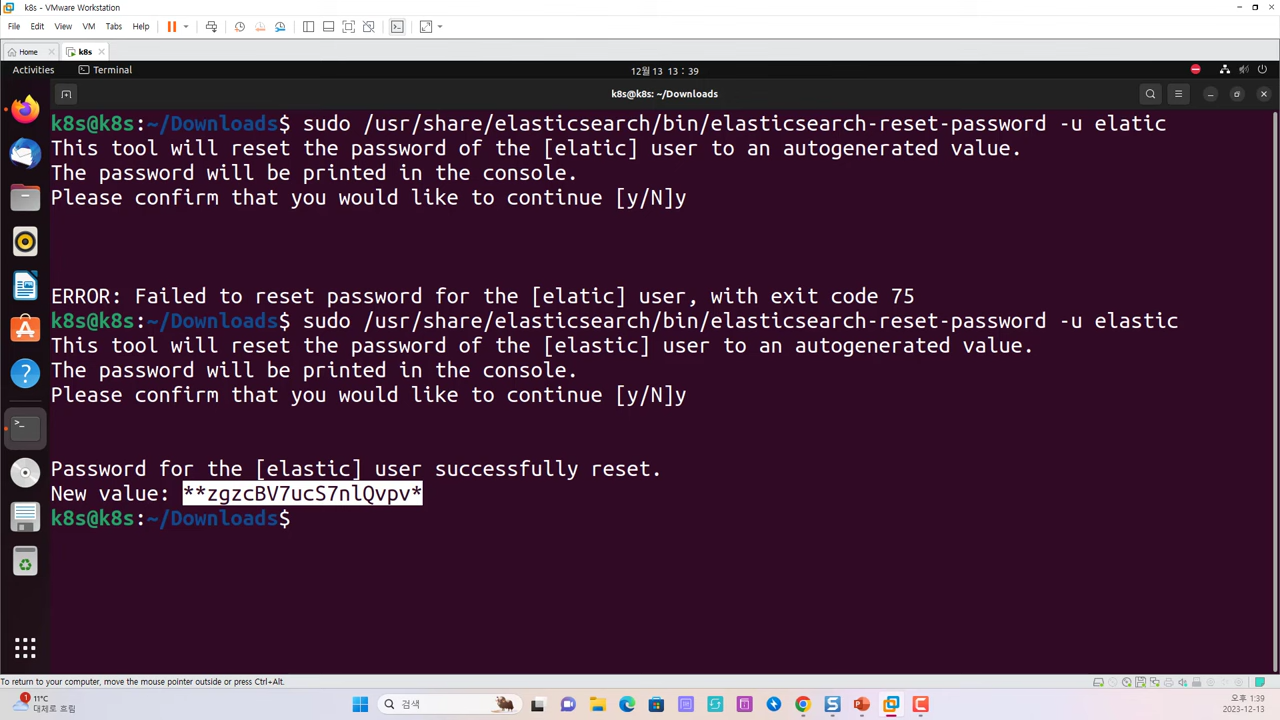 k8s - VMware Workstation
File Edit View VM Tabs Help
Home k8s
Activities Terminal 12월 13 13 : 39
k8s@k8s: ~/Downloads
k8s@k8s:~/Downloads$ sudo /usr/share/elasticsearch/bin/elasticsearch-reset-password -u elatic
This tool will reset the password of the [elatic] user to an autogenerated value.
The password will be printed in the console.
Please confirm that you would like to continue [y/N]y
ERROR: Failed to reset password for the [elatic] user, with exit code 75
k8s@k8s:~/Downloads$ sudo /usr/share/elasticsearch/bin/elasticsearch-reset-password -u elastic
This tool will reset the password of the [elastic] user to an autogenerated value.
The password will be printed in the console.
Please confirm that you would like to continue [y/N]y
Password for the [elastic] user successfully reset.
New value: **zgzcBV7ucS7nlQvpv*
k8s@k8s:~/Downloads$
To return to your computer, move the mouse pointer outside or press Ctrl+Alt.
1 11°C
대체로 흐림
검색
오후 1:39
2023-12-13